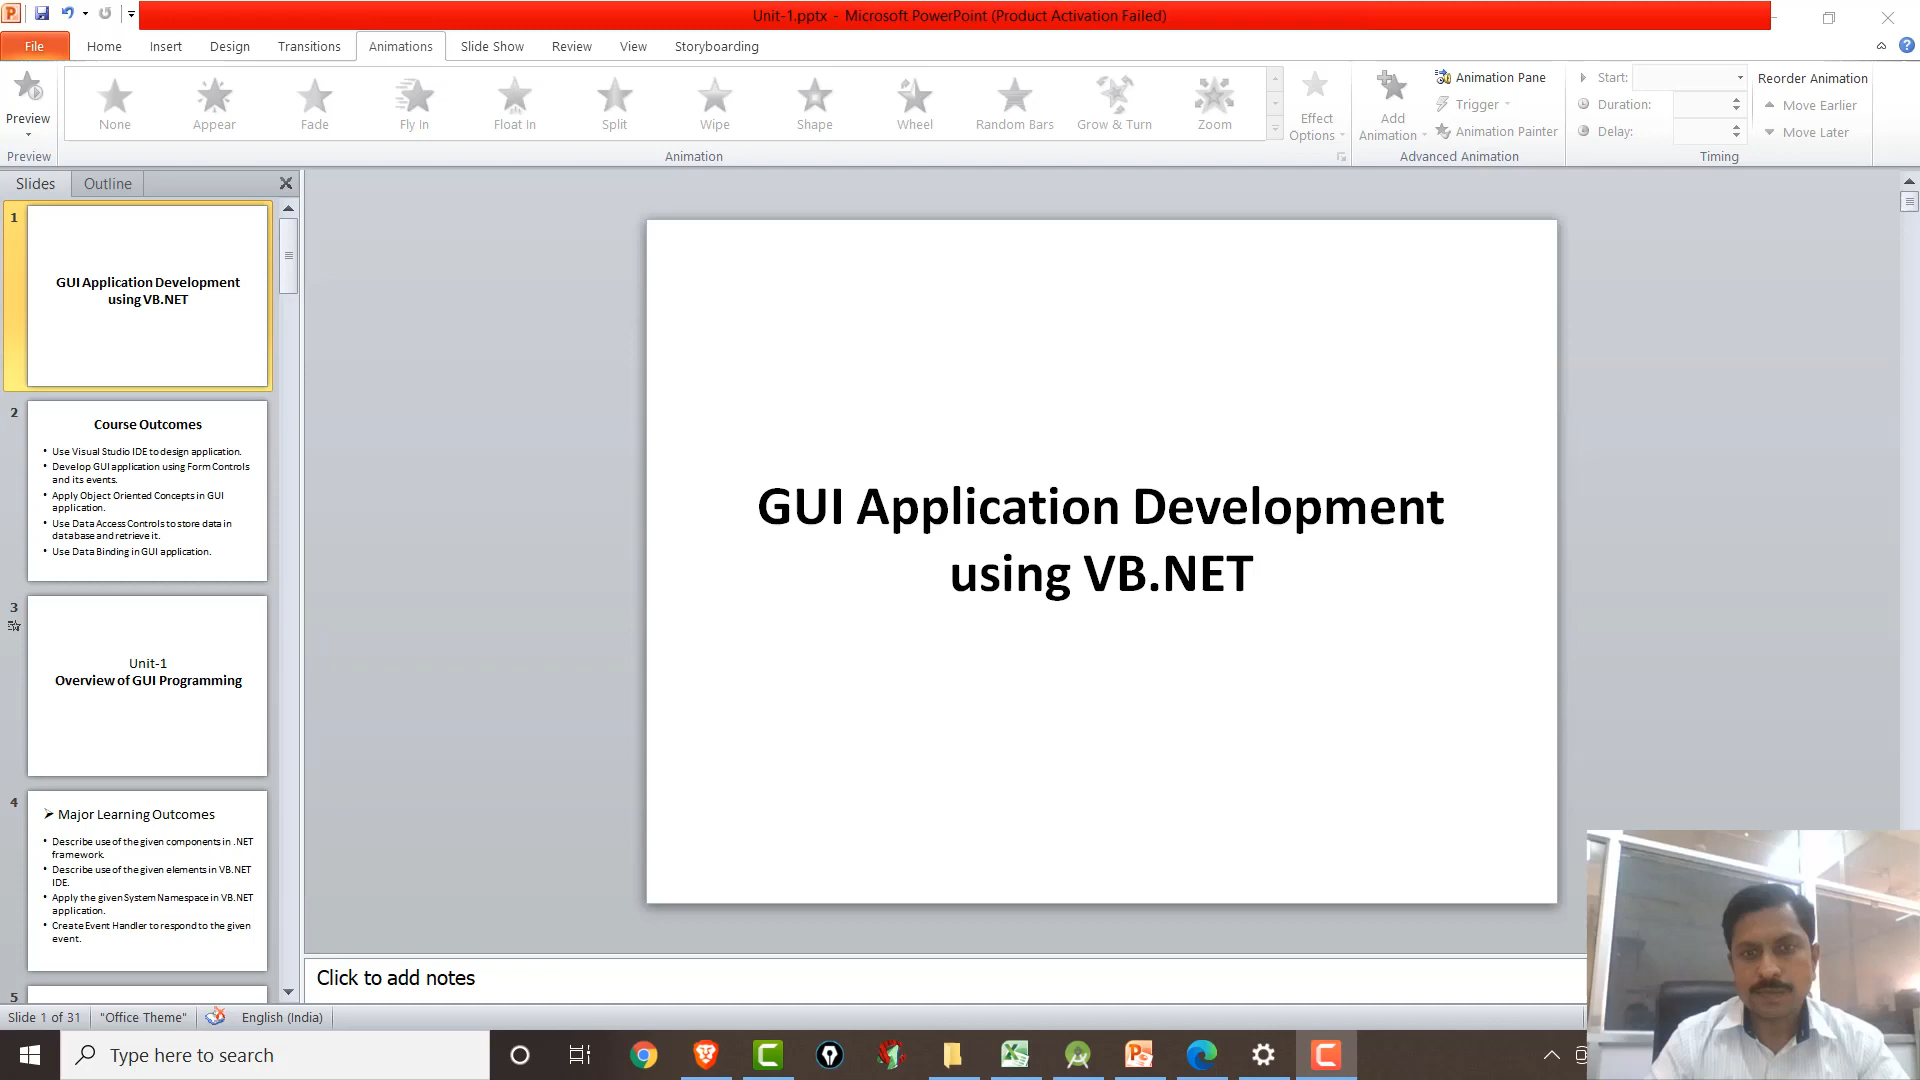 Unit-1.pptx - Microsoft PowerPoint (Product Activation Failed)
File Home Insert Design Transitions Animations Slide Show Review View Storyboarding
Preview
None Appear Fade Fly In Float In Split Wipe Shape Wheel Random Bars Grow & Turn Zoom
Effect Options
Add Animation
Animation Pane
Trigger
Animation Painter
Start:
Duration:
Delay:
Reorder Animation
Move Earlier
Move Later
Preview Animation Advanced Animation Timing
Slides Outline
1
GUI Application Development
using VB.NET
2
Course Outcomes
• Use Visual Studio IDE to design application.
• Develop GUI application using Form Controls
and its events.
• Apply Object Oriented Concepts in GUI
application.
• Use Data Access Controls to store data in
database and retrieve it.
• Use Data Binding in GUI application.
3
Unit-1
Overview of GUI Programming
4
➢ Major Learning Outcomes
• Describe use of the given components in .NET
framework.
• Describe use of the given elements in VB.NET
IDE.
• Apply the given System Namespace in VB.NET
application.
• Create Event Handler to respond to the given
event.
5
GUI Application Development
using VB.NET
Click to add notes
Slide 1 of 31 "Office Theme" English (India)
Type here to search